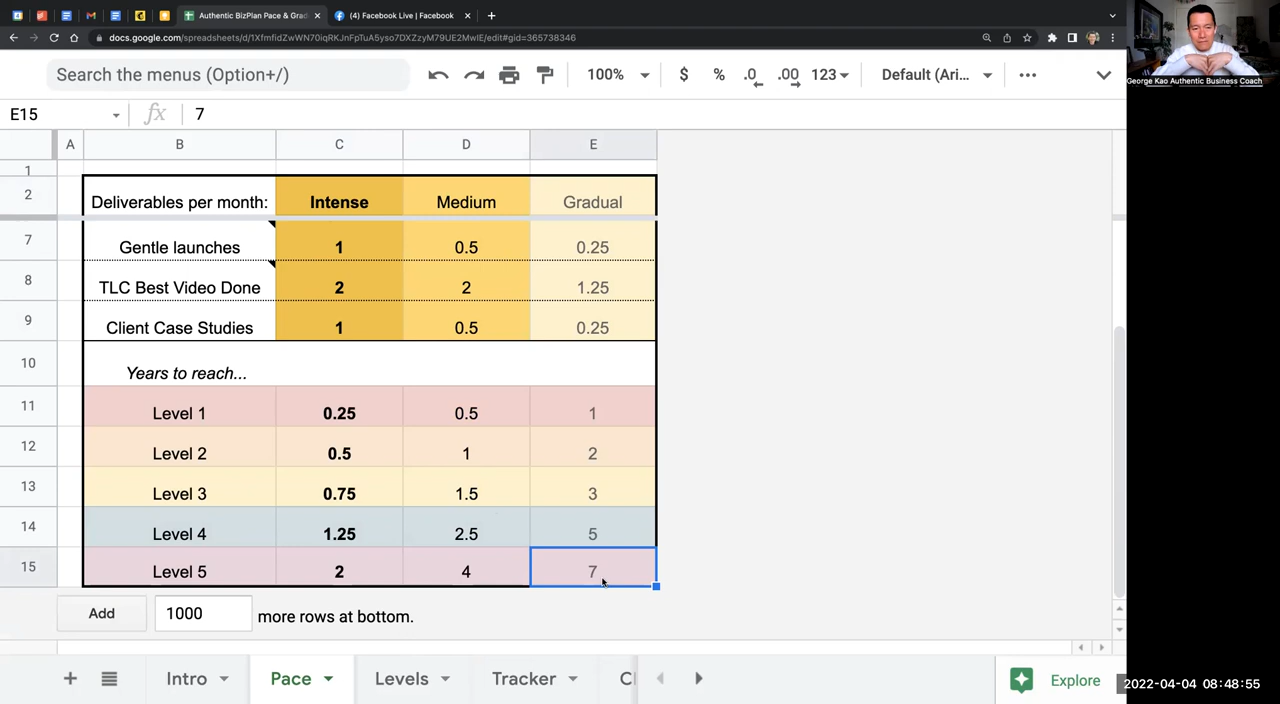 Authentic BizPlan Pace & Grad
(4) Facebook Live | Facebook
docs.google.com/spreadsheets/d/1XfmfidZwWN70iqRKJnFpTuA5yso7DXZzyM79UE2MwlE/edit#gid=365738346
George Kao Authentic Business Coach
Search the menus (Option+/)
100%
$
%
.0
.00
123
Default (Ari...
E15
fx
7
A
B
C
D
E
1
2 Deliverables per month: Intense Medium Gradual
7 Gentle launches 1 0.5 0.25
8 TLC Best Video Done 2 2 1.25
9 Client Case Studies 1 0.5 0.25
10 Years to reach...
11 Level 1 0.25 0.5 1
12 Level 2 0.5 1 2
13 Level 3 0.75 1.5 3
14 Level 4 1.25 2.5 5
15 Level 5 2 4 7
Add 1000 more rows at bottom.
Intro Pace Levels Tracker
Explore
2022-04-04 08:48:55